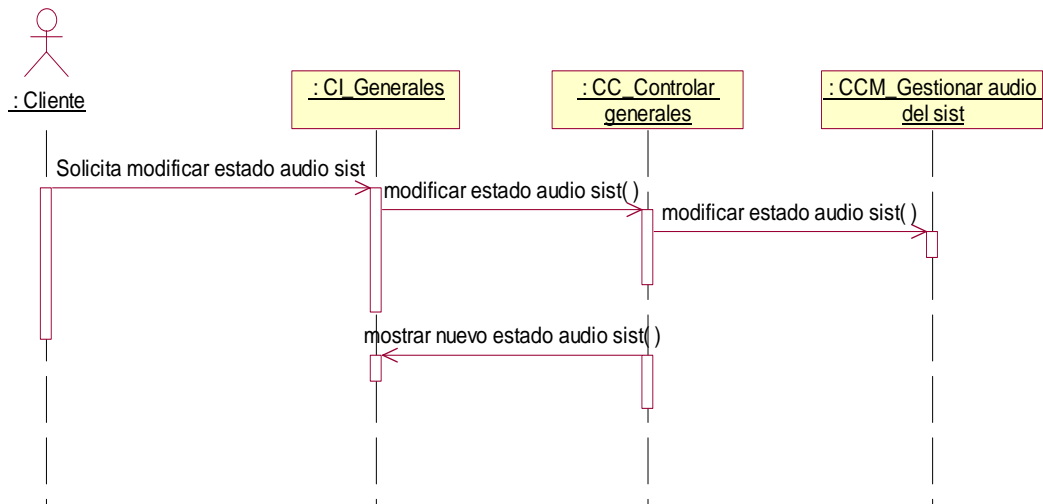 : Cliente
: CI_Generales
: CC_Controlar
generales
: CCM_Gestionar audio
del sist
Solicita modificar estado audio sist
modificar estado audio sist( )
modificar estado audio sist( )
mostrar nuevo estado audio sist( )